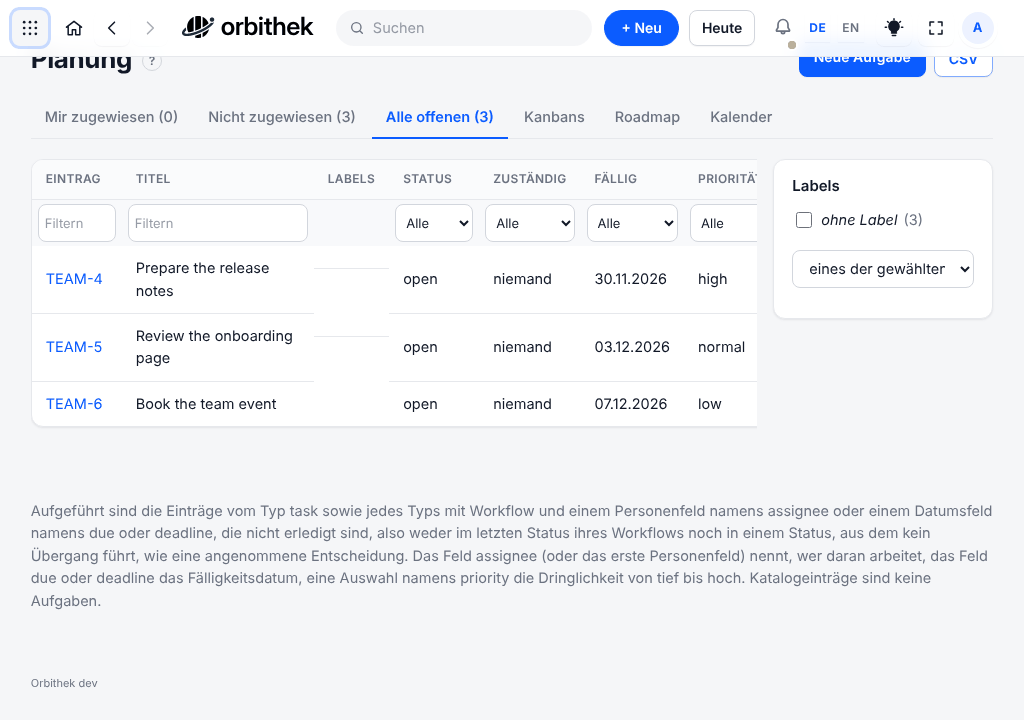 orbithek
Suchen
+ Neu
Heute
DE
EN
A
Planung
?
Neue Aufgabe
CSV
Mir zugewiesen (0)
Nicht zugewiesen (3)
Alle offenen (3)
Kanbans
Roadmap
Kalender
EINTRAG TITEL LABELS STATUS ZUSTÄNDIG FÄLLIG PRIORITÄT
Filtern Filtern Alle Alle Alle Alle
TEAM-4 Prepare the release notes open niemand 30.11.2026 high
TEAM-5 Review the onboarding page open niemand 03.12.2026 normal
TEAM-6 Book the team event open niemand 07.12.2026 low
Labels
ohne Label (3)
eines der gewählten
Aufgeführt sind die Einträge vom Typ task sowie jedes Typs mit Workflow und einem Personenfeld namens assignee oder einem Datumsfeld
namens due oder deadline, die nicht erledigt sind, also weder im letzten Status ihres Workflows noch in einem Status, aus dem kein
Übergang führt, wie eine angenommene Entscheidung. Das Feld assignee (oder das erste Personenfeld) nennt, wer daran arbeitet, das Feld
due oder deadline das Fälligkeitsdatum, eine Auswahl namens priority die Dringlichkeit von tief bis hoch. Katalogeinträge sind keine
Aufgaben.
Orbithek dev